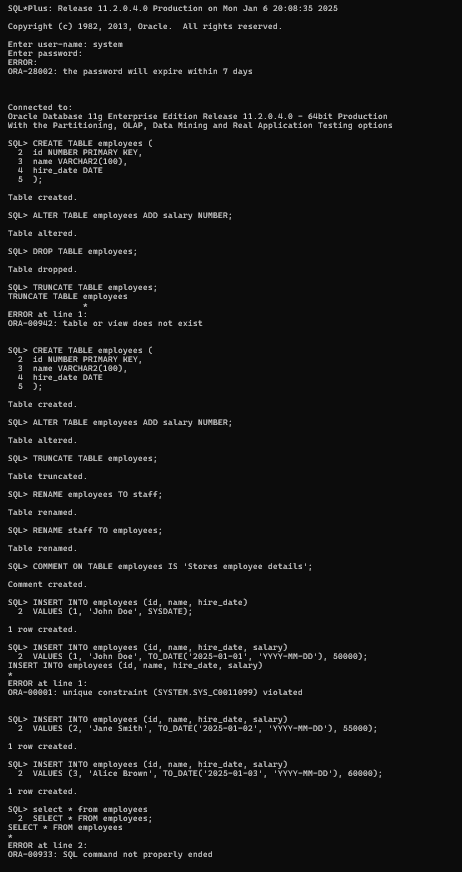 SQL*Plus: Release 11.2.0.4.0 Production on Mon Jan 6 20:08:35 2025
Copyright (c) 1982, 2013, Oracle.  All rights reserved.
Enter user-name: system
Enter password:
ERROR:
ORA-28002: the password will expire within 7 days
Connected to:
Oracle Database 11g Enterprise Edition Release 11.2.0.4.0 - 64bit Production
With the Partitioning, OLAP, Data Mining and Real Application Testing options
SQL> CREATE TABLE employees (
  2  id NUMBER PRIMARY KEY,
  3  name VARCHAR2(100),
  4  hire_date DATE
  5  );
Table created.
SQL> ALTER TABLE employees ADD salary NUMBER;
Table altered.
SQL> DROP TABLE employees;
Table dropped.
SQL> TRUNCATE TABLE employees;
TRUNCATE TABLE employees
               *
ERROR at line 1:
ORA-00942: table or view does not exist
SQL> CREATE TABLE employees (
  2  id NUMBER PRIMARY KEY,
  3  name VARCHAR2(100),
  4  hire_date DATE
  5  );
Table created.
SQL> ALTER TABLE employees ADD salary NUMBER;
Table altered.
SQL> TRUNCATE TABLE employees;
Table truncated.
SQL> RENAME employees TO staff;
Table renamed.
SQL> RENAME staff TO employees;
Table renamed.
SQL> COMMENT ON TABLE employees IS 'Stores employee details';
Comment created.
SQL> INSERT INTO employees (id, name, hire_date)
  2  VALUES (1, 'John Doe', SYSDATE);
1 row created.
SQL> INSERT INTO employees (id, name, hire_date, salary)
  2  VALUES (1, 'John Doe', TO_DATE('2025-01-01', 'YYYY-MM-DD'), 50000);
INSERT INTO employees (id, name, hire_date, salary)
*
ERROR at line 1:
ORA-00001: unique constraint (SYSTEM.SYS_C0011099) violated
SQL> INSERT INTO employees (id, name, hire_date, salary)
  2  VALUES (2, 'Jane Smith', TO_DATE('2025-01-02', 'YYYY-MM-DD'), 55000);
1 row created.
SQL> INSERT INTO employees (id, name, hire_date, salary)
  2  VALUES (3, 'Alice Brown', TO_DATE('2025-01-03', 'YYYY-MM-DD'), 60000);
1 row created.
SQL> select * from employees
  2  SELECT * FROM employees;
SELECT * FROM employees
*
ERROR at line 2:
ORA-00933: SQL command not properly ended